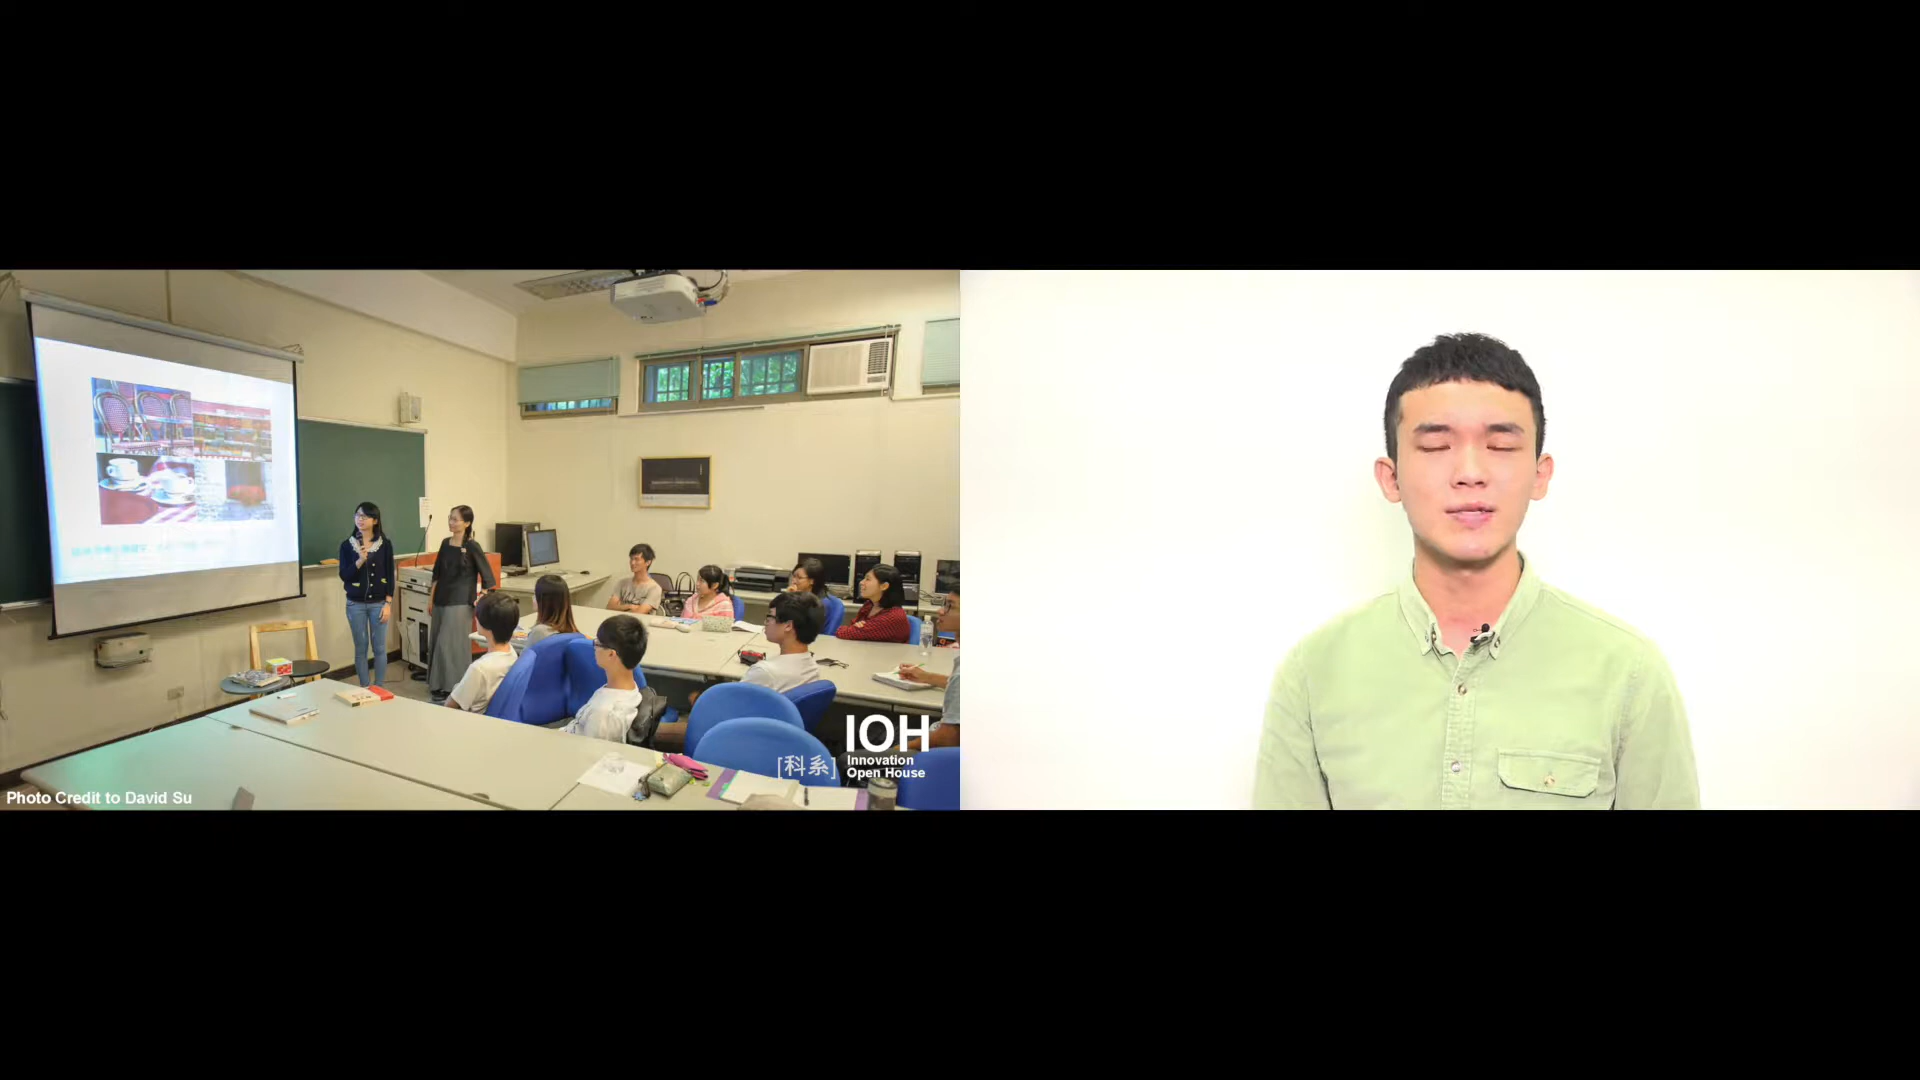 IOH
Innovation
Open House
[科系]
Photo Credit to David Su